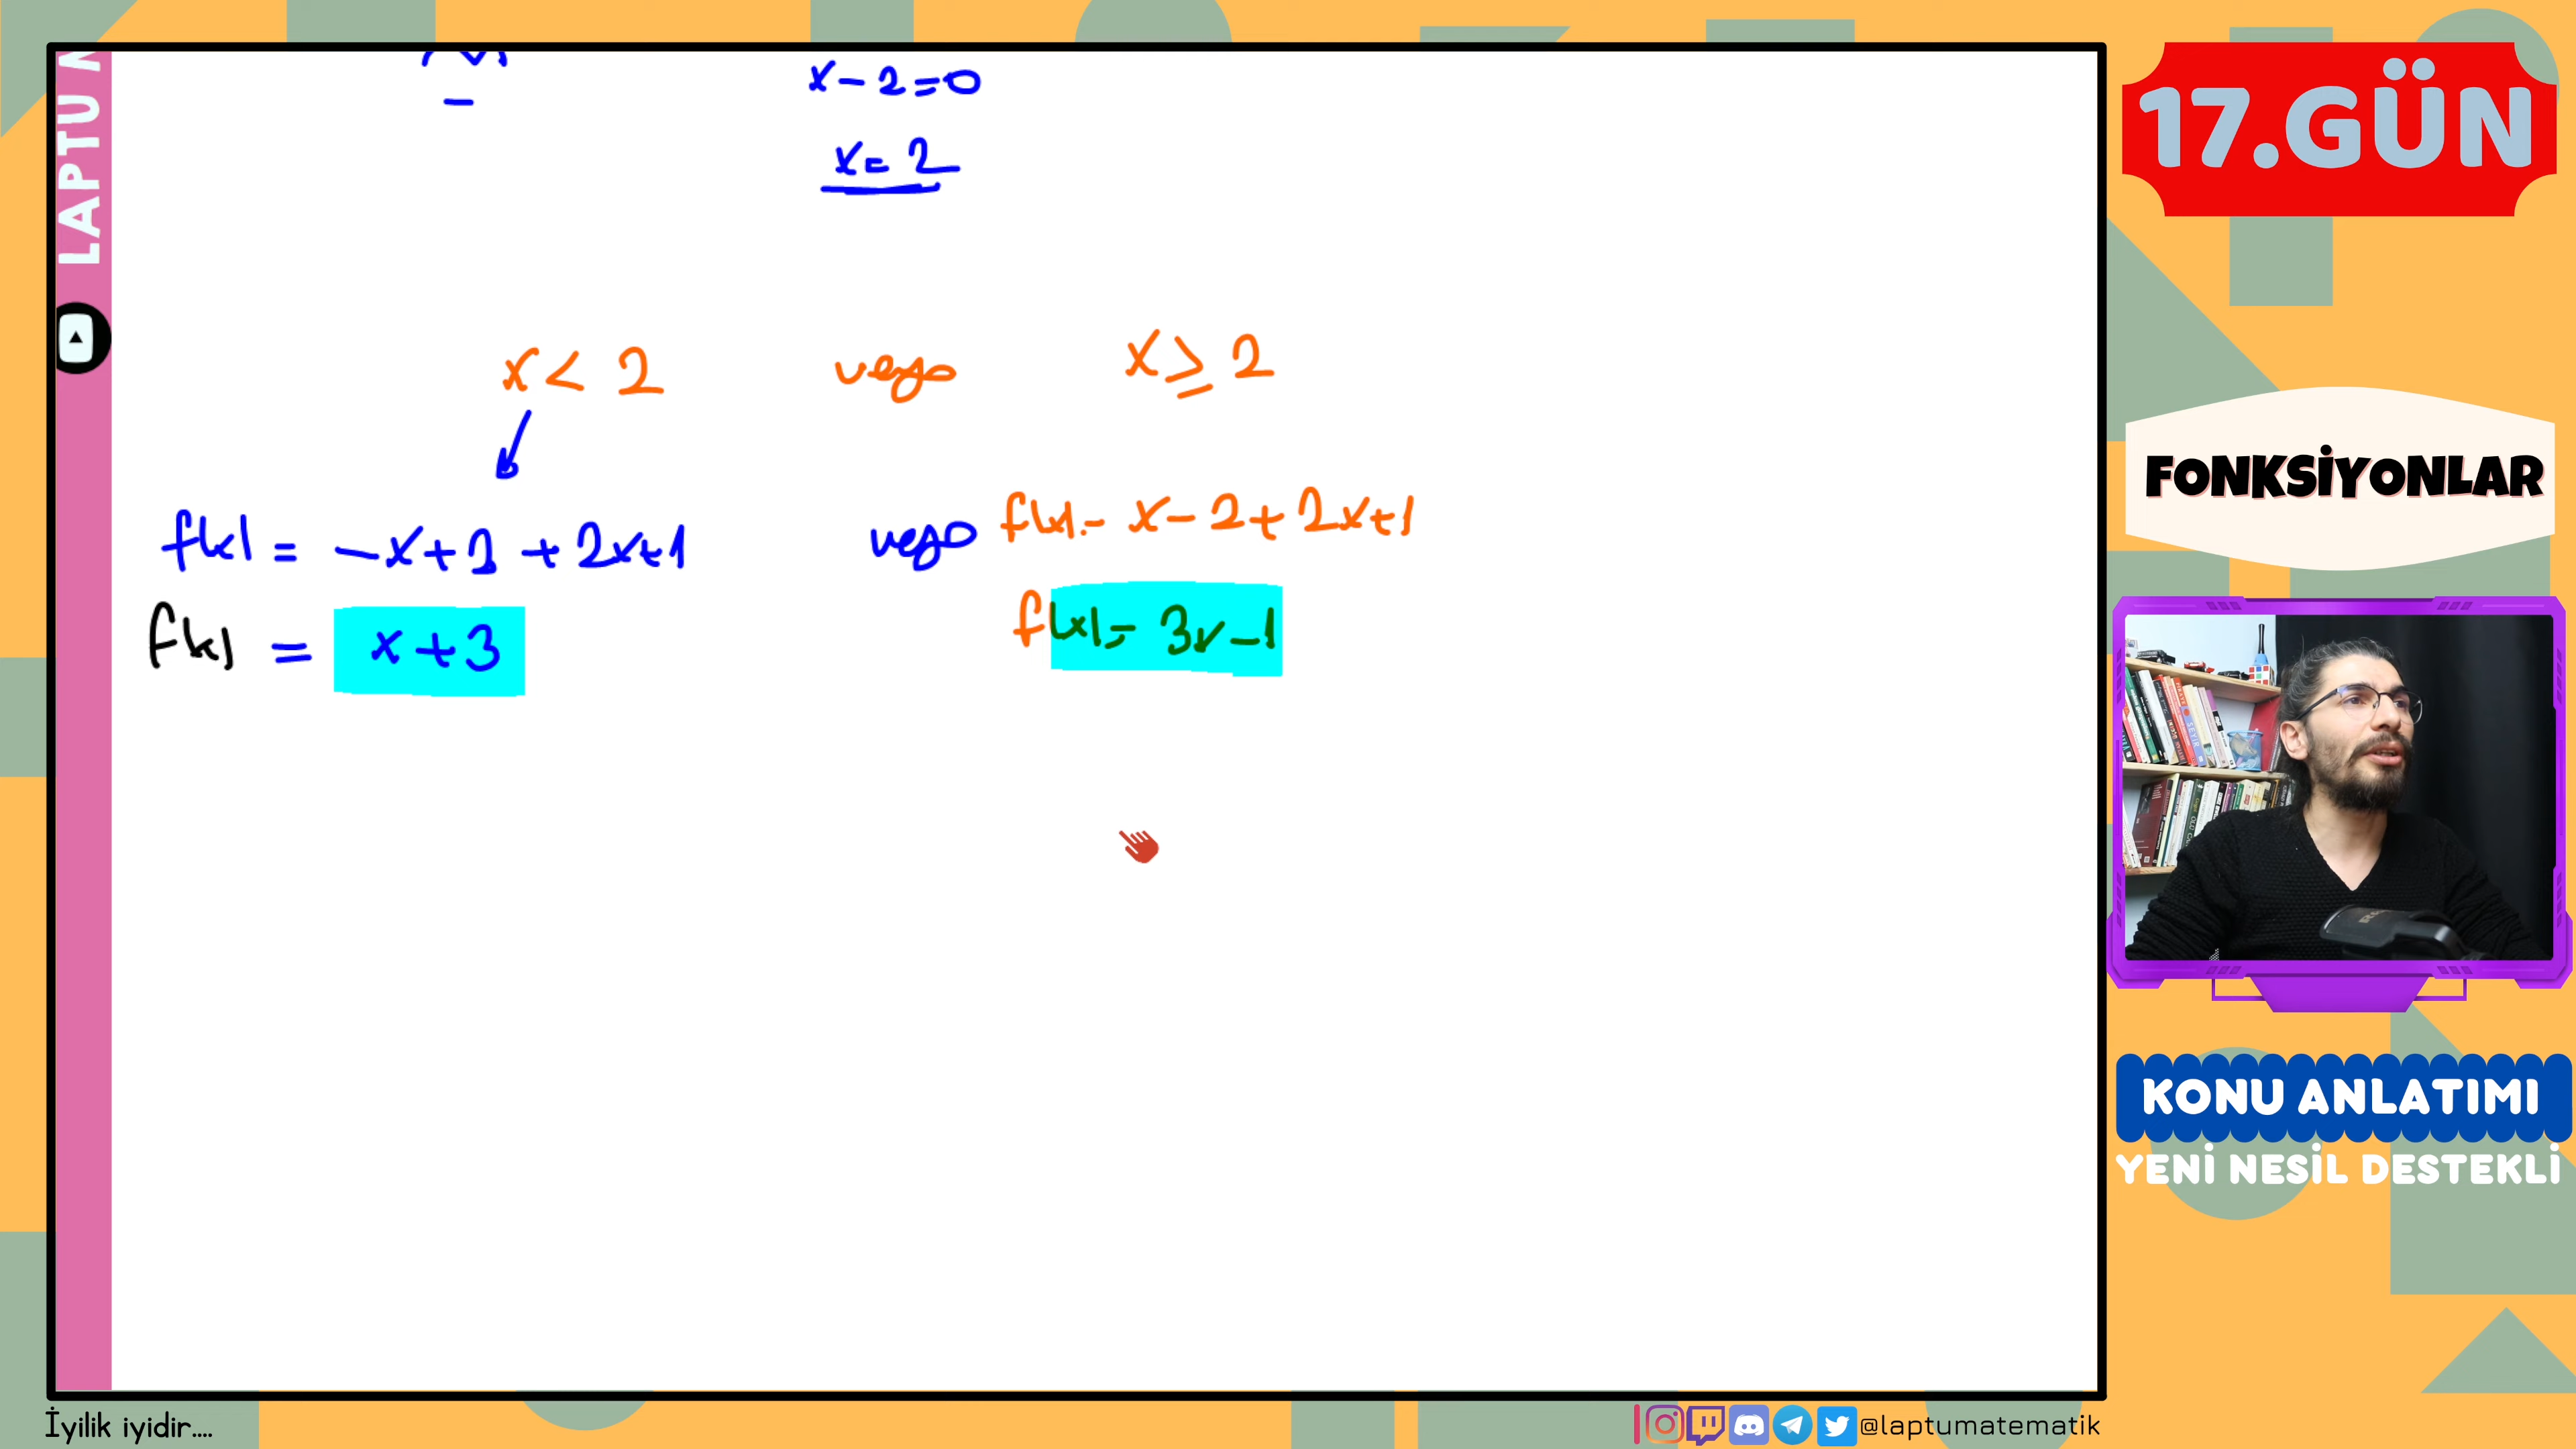 LAPTU M
x-2=0
x=2
x<2 veya x≥2
f(x) = -x+2+2x+1 veya f(x)= x-2+2x+1
f(x) = x+3 f(x)= 3x-1
17.GÜN
FONKSİYONLAR
KONU ANLATIMI
YENİ NESİL DESTEKLİ
İyilik iyidir....
@laptumatematik